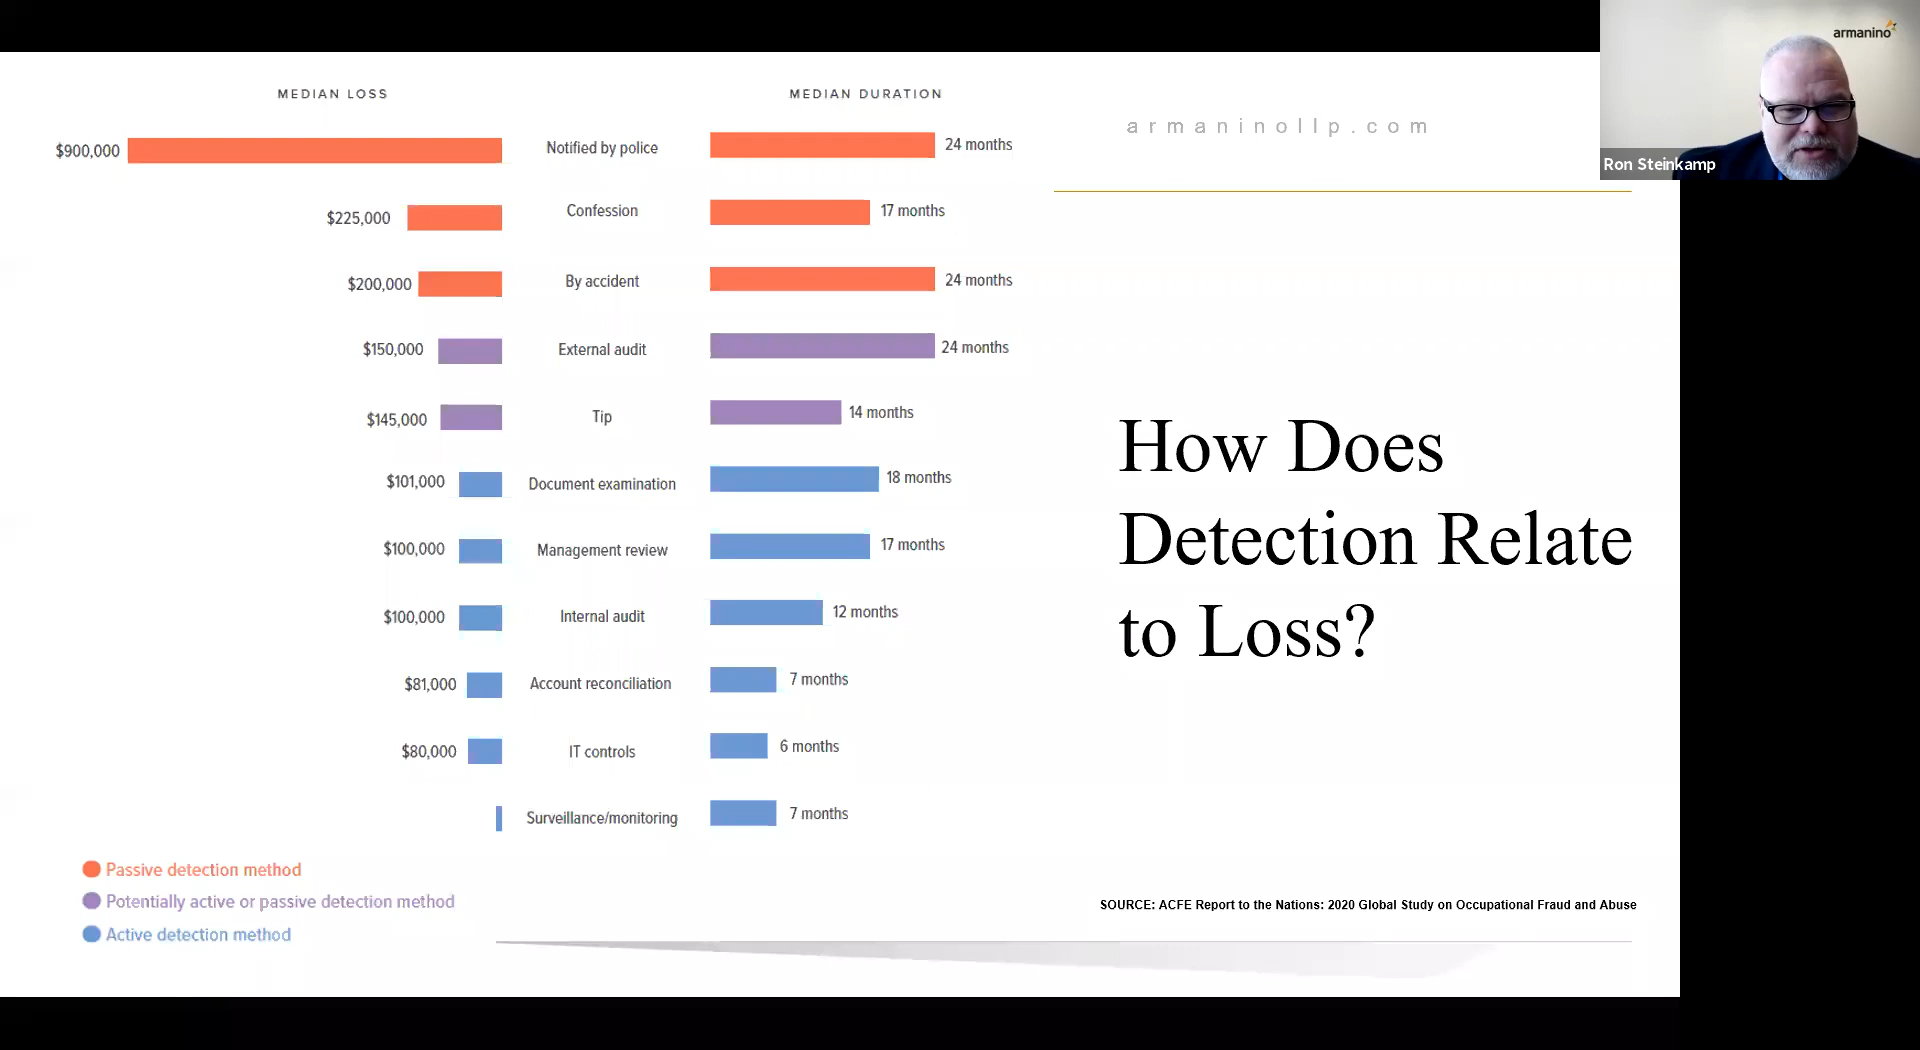 armanino
Ron Steinkamp
armaninollp.com
MEDIAN LOSS
MEDIAN DURATION
$900,000 Notified by police 24 months
$225,000 Confession 17 months
$200,000 By accident 24 months
$150,000 External audit 24 months
$145,000 Tip 14 months
$101,000 Document examination 18 months
$100,000 Management review 17 months
$100,000 Internal audit 12 months
$81,000 Account reconciliation 7 months
$80,000 IT controls 6 months
Surveillance/monitoring 7 months
Passive detection method
Potentially active or passive detection method
Active detection method
How Does
Detection Relate
to Loss?
SOURCE: ACFE Report to the Nations: 2020 Global Study on Occupational Fraud and Abuse